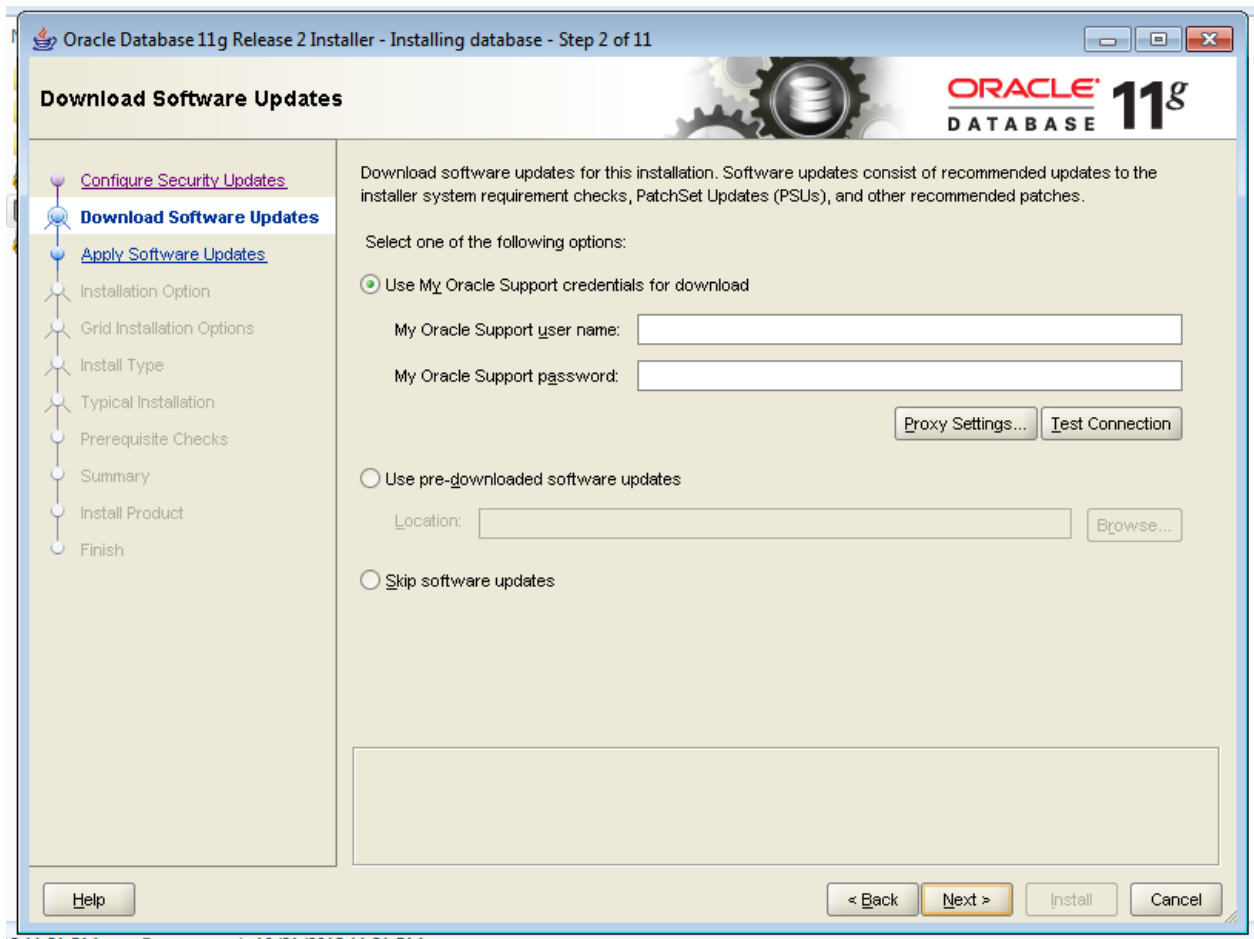 Oracle Database 11g Release 2 Installer - Installing database - Step 2 of 11
Download Software Updates
ORACLE
DATABASE
11g
Configure Security Updates
Download Software Updates
Apply Software Updates
Installation Option
Grid Installation Options
Install Type
Typical Installation
Prerequisite Checks
Summary
Install Product
Finish
Download software updates for this installation. Software updates consist of recommended updates to the
installer system requirement checks, PatchSet Updates (PSUs), and other recommended patches.
Select one of the following options:
Use My Oracle Support credentials for download
My Oracle Support user name:
My Oracle Support password:
Proxy Settings...
Test Connection
Use pre-downloaded software updates
Location:
Browse...
Skip software updates
Help
< Back
Next >
Install
Cancel